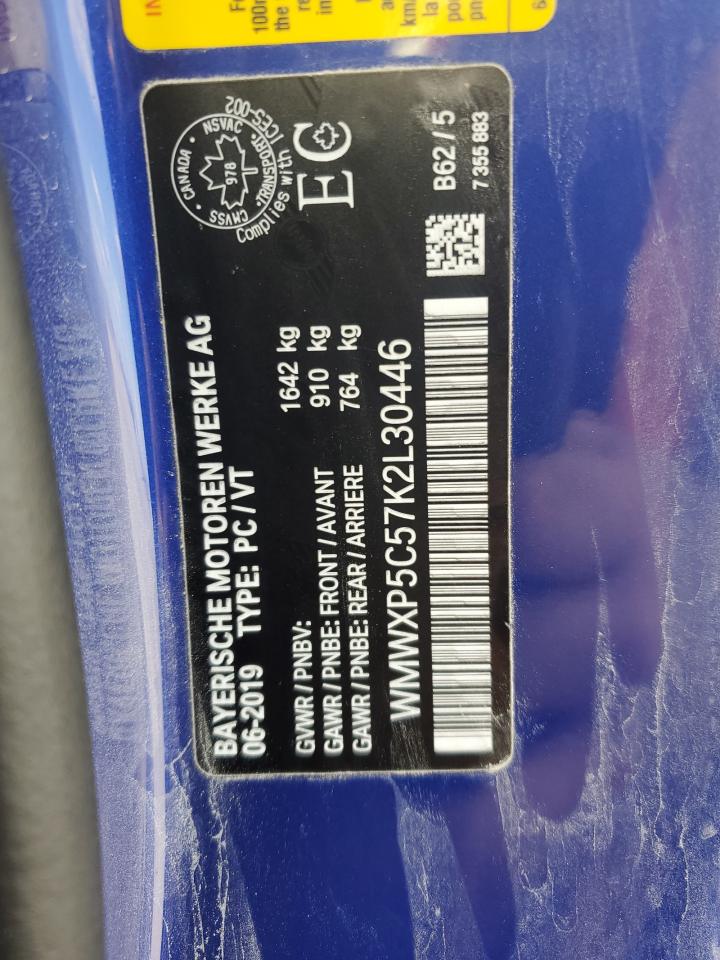 BAYERISCHE MOTOREN WERKE AG
06-2019 TYPE: PC/VT
GVWR/PNBV: 1642 kg
GAWR/PNBE: FRONT/AVANT 910 kg
GAWR/PNBE: REAR/ARRIERE 764 kg
WMWXP5C57K2L30446
CANADA · NSVAC
TRANSPORT · CMVSS
978
Complies with ICES-002
EC
B62/5
7 355 883